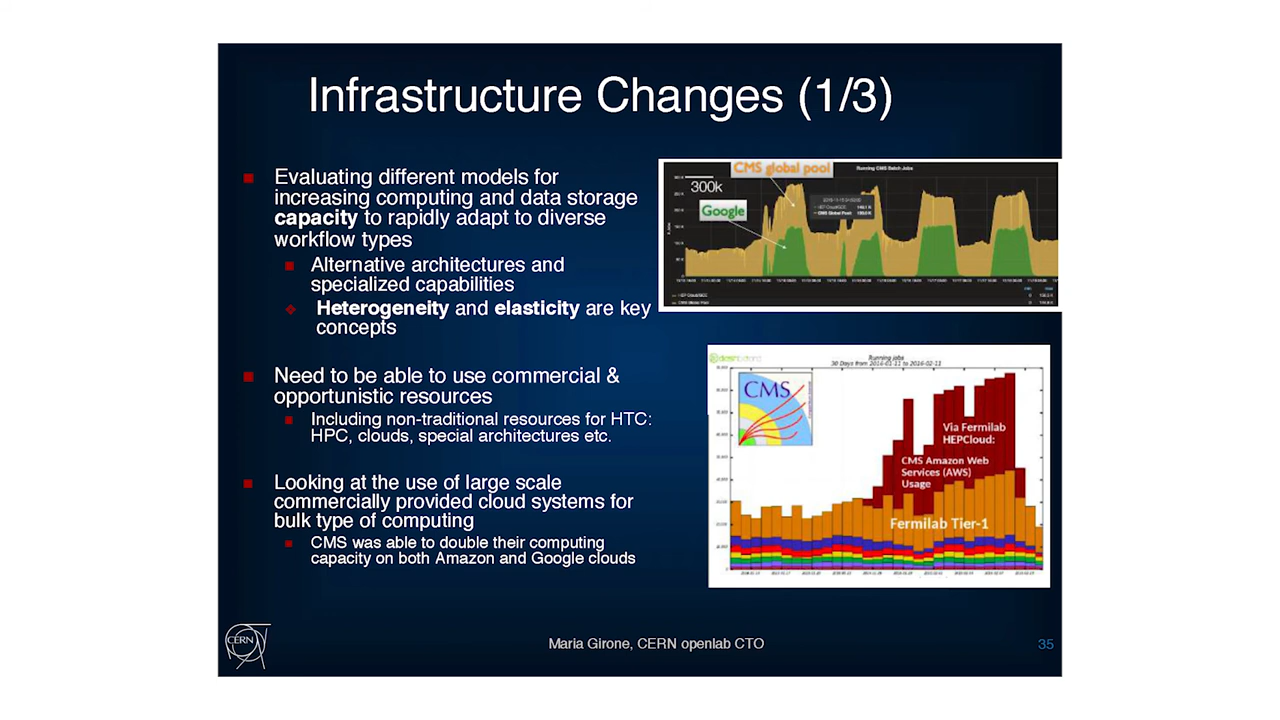 Infrastructure Changes (1/3)
Evaluating different models for
increasing computing and data storage
capacity to rapidly adapt to diverse
workflow types
Alternative architectures and
specialized capabilities
Heterogeneity and elasticity are key
concepts
Need to be able to use commercial &
opportunistic resources
Including non-traditional resources for HTC:
HPC, clouds, special architectures etc.
Looking at the use of large scale
commercially provided cloud systems for
bulk type of computing
CMS was able to double their computing
capacity on both Amazon and Google clouds
CMS global pool
Running CMS Batch Jobs
300k
Google
CMS Global Pool
Running jobs
30 Days from 2016-01-11 to 2016-02-11
CMS
Via Fermilab
HEPCloud:
CMS Amazon Web
Services (AWS)
Usage
Fermilab Tier-1
CERN
Maria Girone, CERN openlab CTO
35